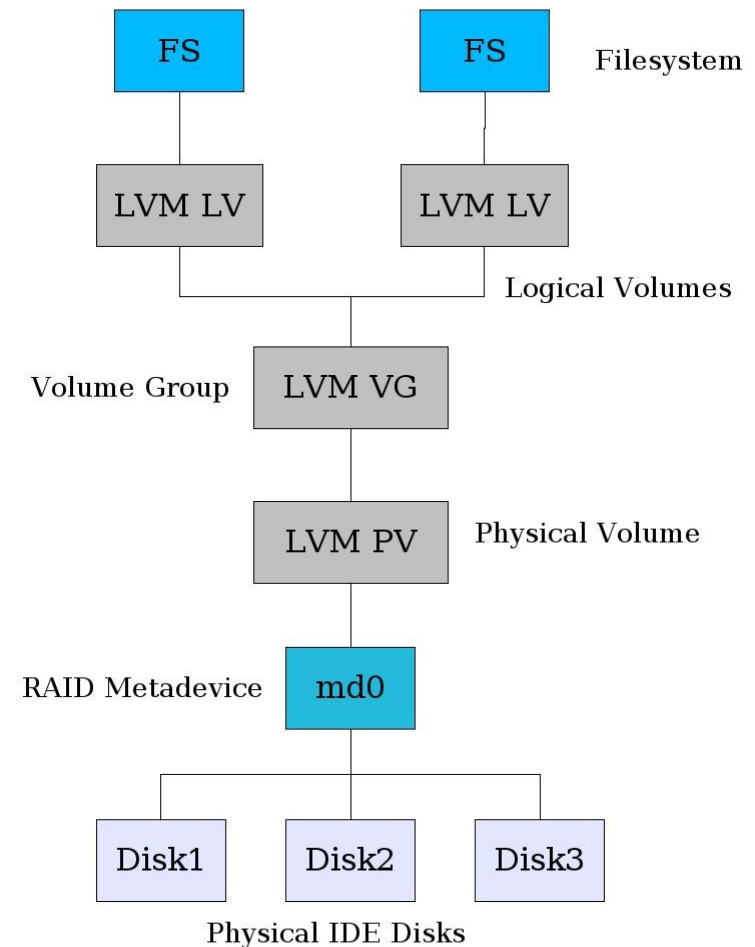 FS
FS
Filesystem
LVM LV
LVM LV
Logical Volumes
Volume Group
LVM VG
LVM PV
Physical Volume
RAID Metadevice
md0
Disk1
Disk2
Disk3
Physical IDE Disks